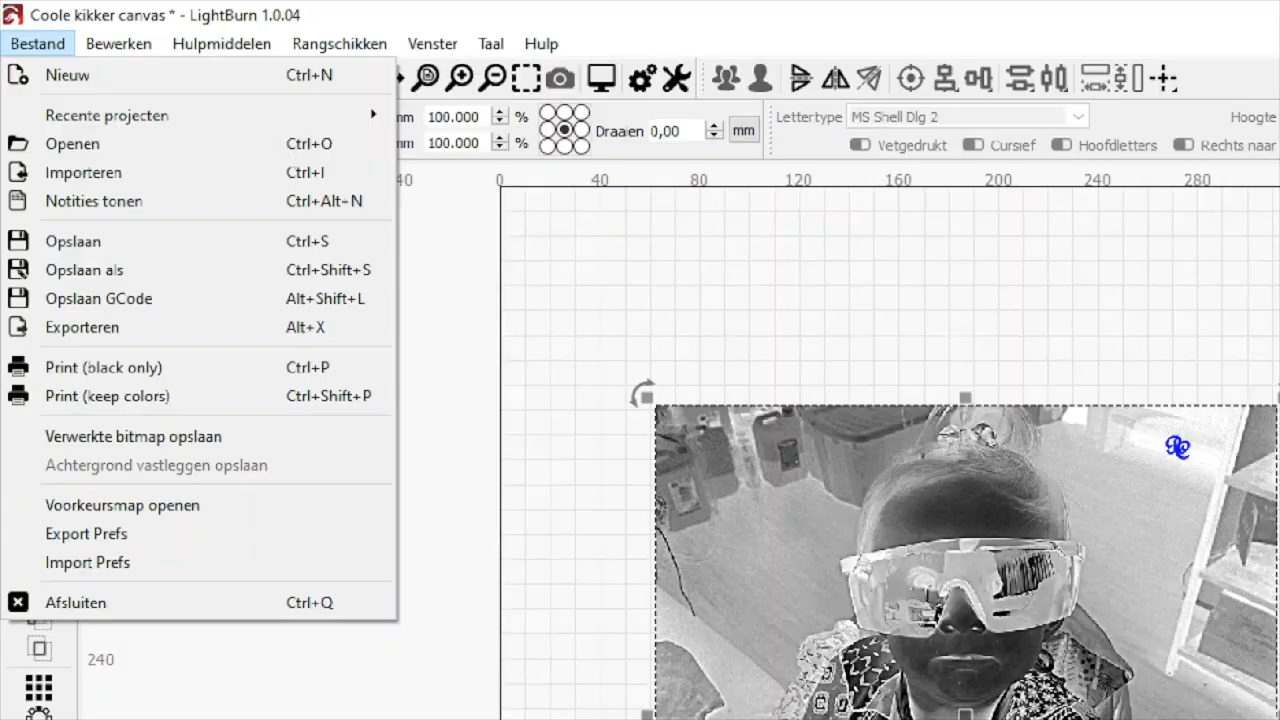 Coole kikker canvas * - LightBurn 1.0.04
Bestand Bewerken Hulpmiddelen Rangschikken Venster Taal Hulp
Nieuw Ctrl+N
Recente projecten
Openen Ctrl+O
Importeren Ctrl+I
Notities tonen Ctrl+Alt-N
Opslaan Ctrl+S
Opslaan als Ctrl+Shift+S
Opslaan GCode Alt+Shift+L
Exporteren Alt+X
Print (black only) Ctrl+P
Print (keep colors) Ctrl+Shift+P
Verwerkte bitmap opslaan
Achtergrond vastleggen opslaan
Voorkeursmap openen
Export Prefs
Import Prefs
Afsluiten Ctrl+Q
nm 100.000 %
nm 100.000 %
Draaien 0,00 mm
Lettertype MS Shell Dlg 2 Hoogte
Vetgedrukt Cursief Hoofdletters Rechts naar
40 0 40 80 120 160 200 240 280
240